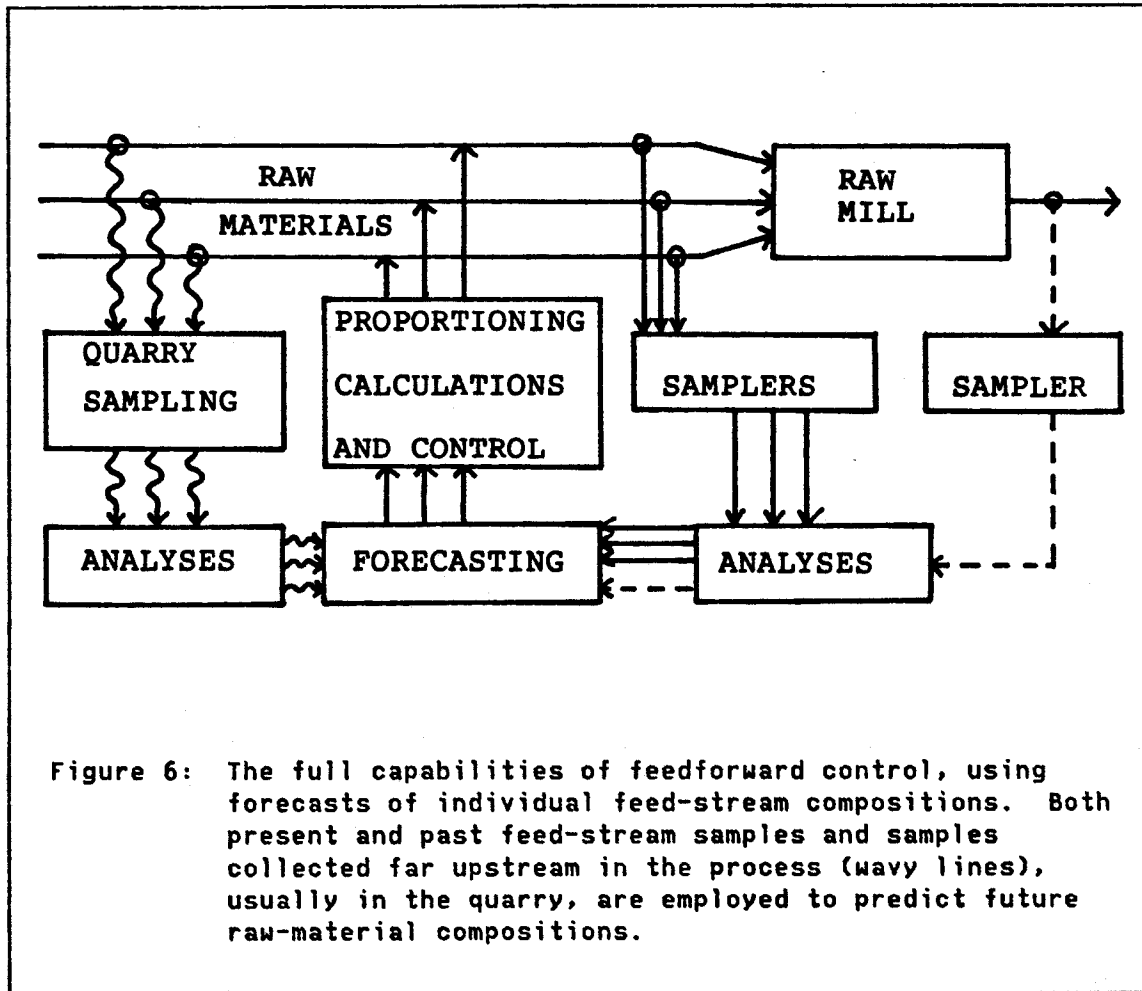 RAW
MATERIALS
RAW
MILL
QUARRY
SAMPLING
PROPORTIONING
CALCULATIONS
AND CONTROL
SAMPLERS
SAMPLER
ANALYSES
FORECASTING
ANALYSES
Figure 6: The full capabilities of feedforward control, using
forecasts of individual feed-stream compositions. Both
present and past feed-stream samples and samples
collected far upstream in the process (wavy lines),
usually in the quarry, are employed to predict future
raw-material compositions.